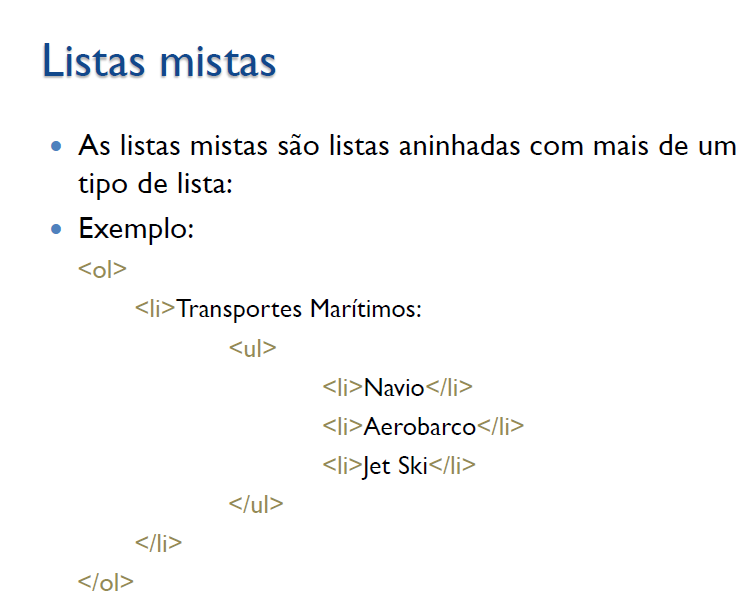 Listas mistas
• As listas mistas são listas aninhadas com mais de um
tipo de lista:
• Exemplo:
<ol>
<li>Transportes Marítimos:
<ul>
<li>Navio</li>
<li>Aerobarco</li>
<li>Jet Ski</li>
</ul>
</li>
</ol>